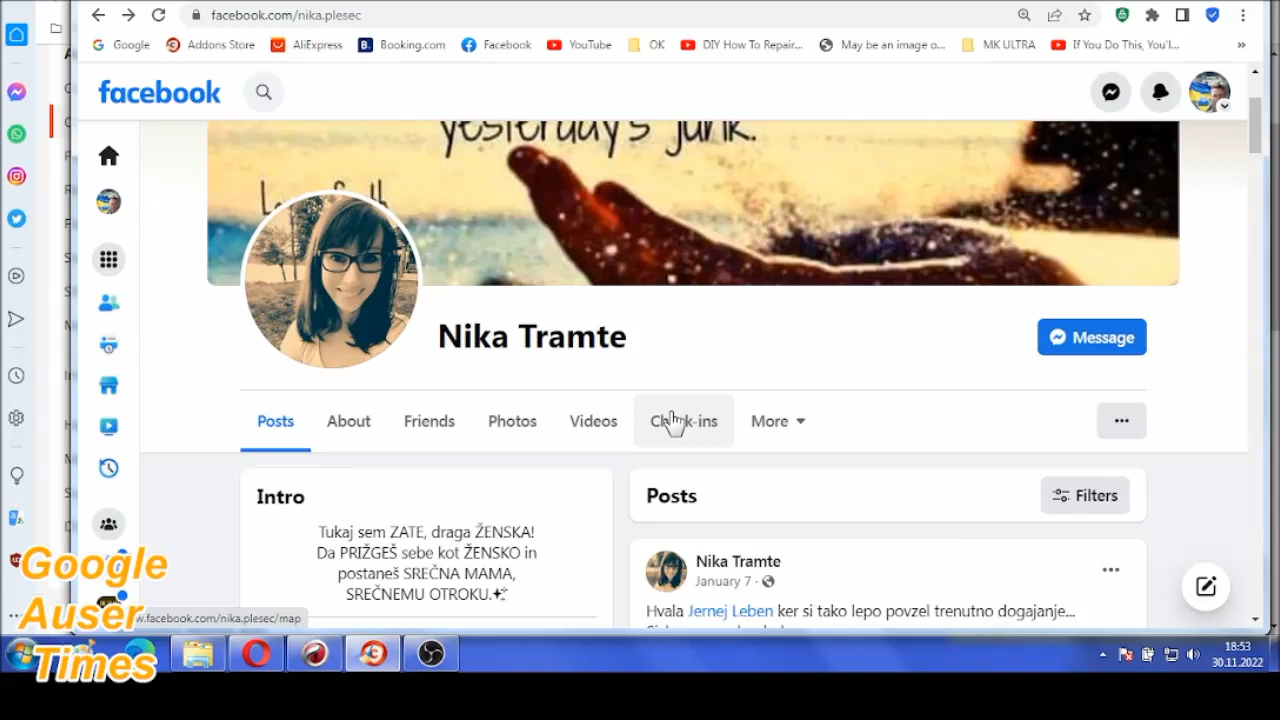 facebook.com/nika.plesec
Google
Addons Store
AliExpress
Booking.com
Facebook
YouTube
OK
DIY How To Repair...
May be an image o...
MK ULTRA
If You Do This, You'l...
facebook
yesterday's junk.
Nika Tramte
Message
Posts
About
Friends
Photos
Videos
Check-ins
More
Intro
Tukaj sem ZATE, draga ŽENSKA!
Da PRIŽGEŠ sebe kot ŽENSKO in
postaneš SREČNA MAMA,
SREČNEMU OTROKU.
Posts
Filters
Nika Tramte
January 7
Hvala Jernej Leben ker si tako lepo povzel trenutno dogajanje...
w.facebook.com/nika.plesec/map
Google
Auser
Times
18:53
30.11.2022